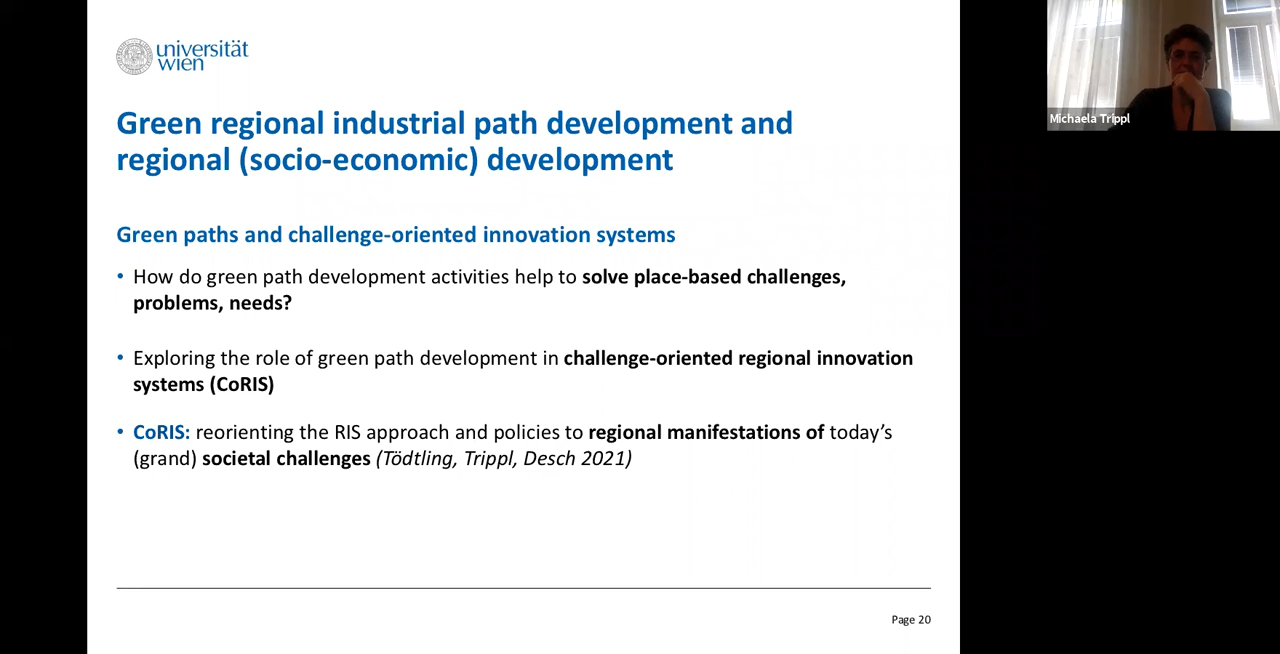 universität
wien
Green regional industrial path development and
regional (socio-economic) development
Green paths and challenge-oriented innovation systems
• How do green path development activities help to solve place-based challenges,
problems, needs?
• Exploring the role of green path development in challenge-oriented regional innovation
systems (CoRIS)
• CoRIS: reorienting the RIS approach and policies to regional manifestations of today’s
(grand) societal challenges (Tödtling, Trippl, Desch 2021)
Page 20
Michaela Trippl